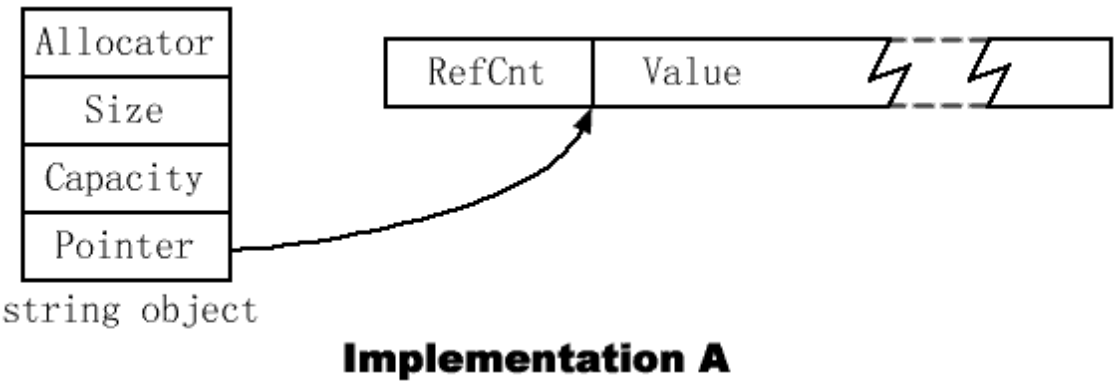 Allocator
Size
Capacity
Pointer
string object
RefCnt
Value
Implementation A